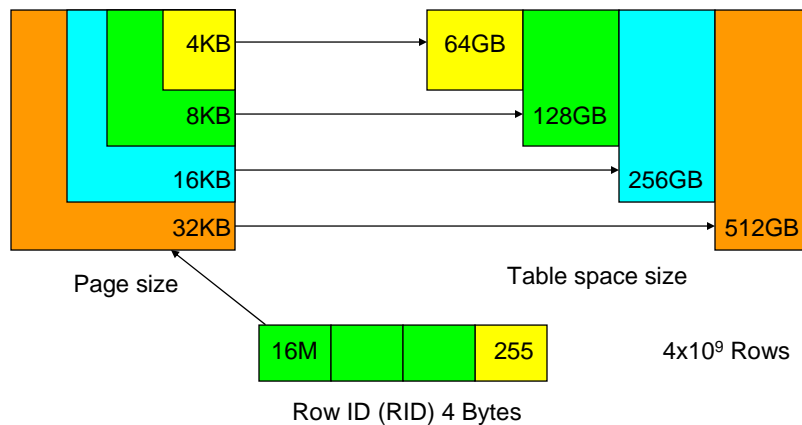 4KB
64GB
8KB
128GB
16KB
256GB
32KB
512GB
Page size
Table space size
16M
255
4x10⁹ Rows
Row ID (RID) 4 Bytes